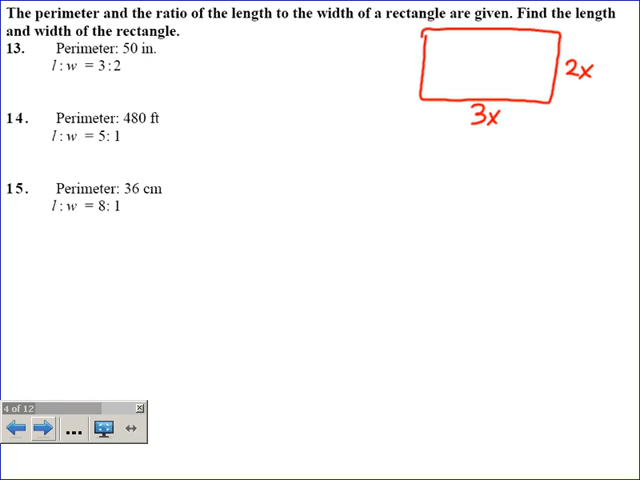 The perimeter and the ratio of the length to the width of a rectangle are given. Find the length
and width of the rectangle.
13. Perimeter: 50 in.
l : w = 3 : 2
2x
3x
14. Perimeter: 480 ft
l : w = 5: 1
15. Perimeter: 36 cm
l : w = 8: 1
4 of 12
...